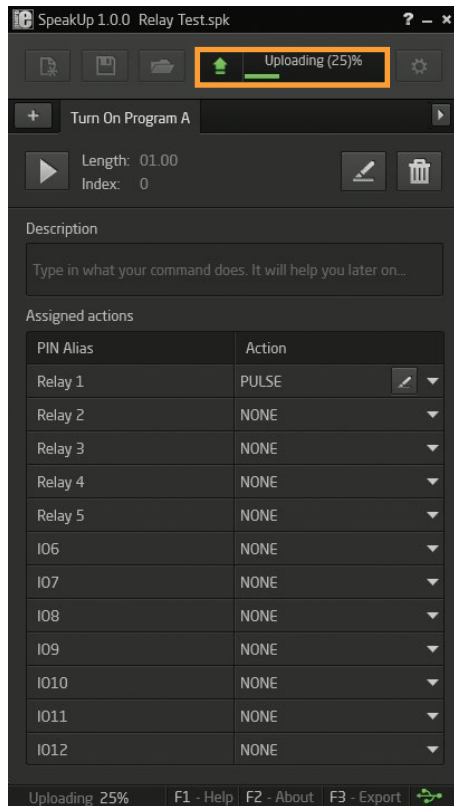 SpeakUp 1.0.0 Relay Test.spk ? – ×
Uploading (25)%
+ Turn On Program A
Length: 01.00
Index: 0
Description
Type in what your command does. It will help you later on...
Assigned actions
PIN Alias Action
Relay 1 PULSE
Relay 2 NONE
Relay 3 NONE
Relay 4 NONE
Relay 5 NONE
IO6 NONE
IO7 NONE
IO8 NONE
IO9 NONE
IO10 NONE
IO11 NONE
IO12 NONE
Uploading 25% F1 - Help F2 - About F3 - Export